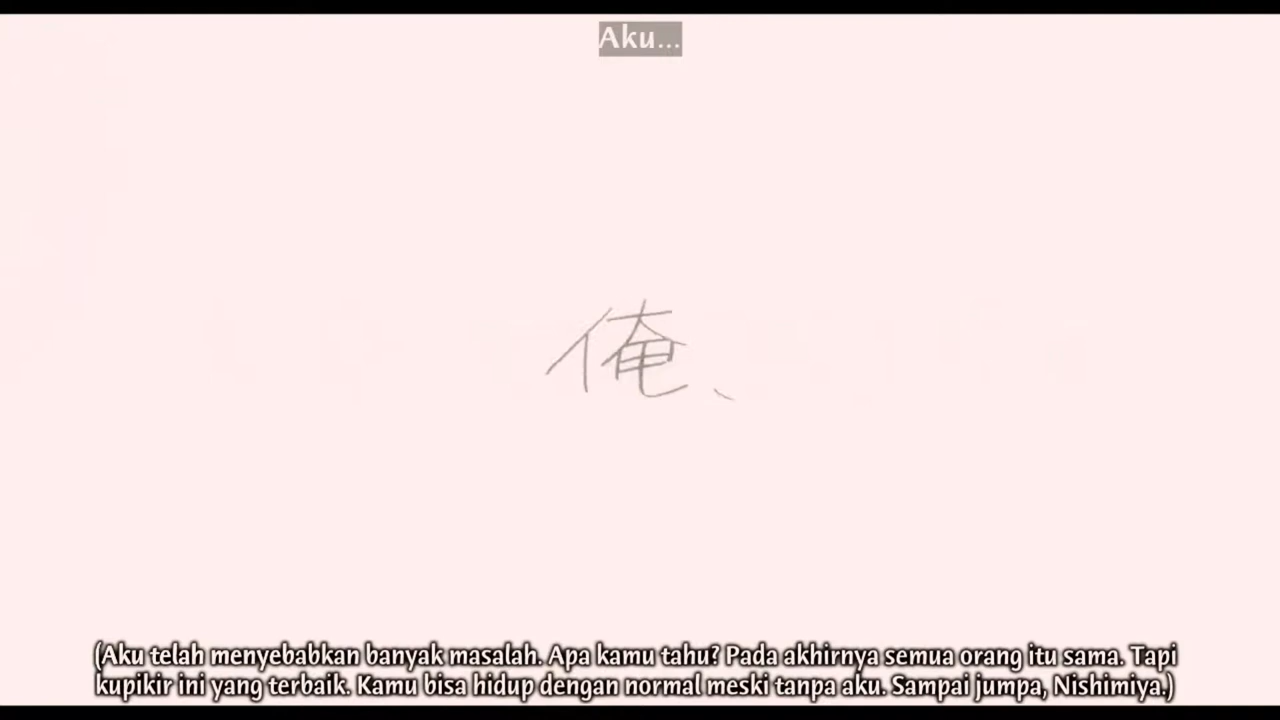 Aku...
俺、
(Aku telah menyebabkan banyak masalah. Apa kamu tahu? Pada akhirnya semua orang itu sama. Tapi
kupikir ini yang terbaik. Kamu bisa hidup dengan normal meski tanpa aku. Sampai jumpa, Nishimiya.)